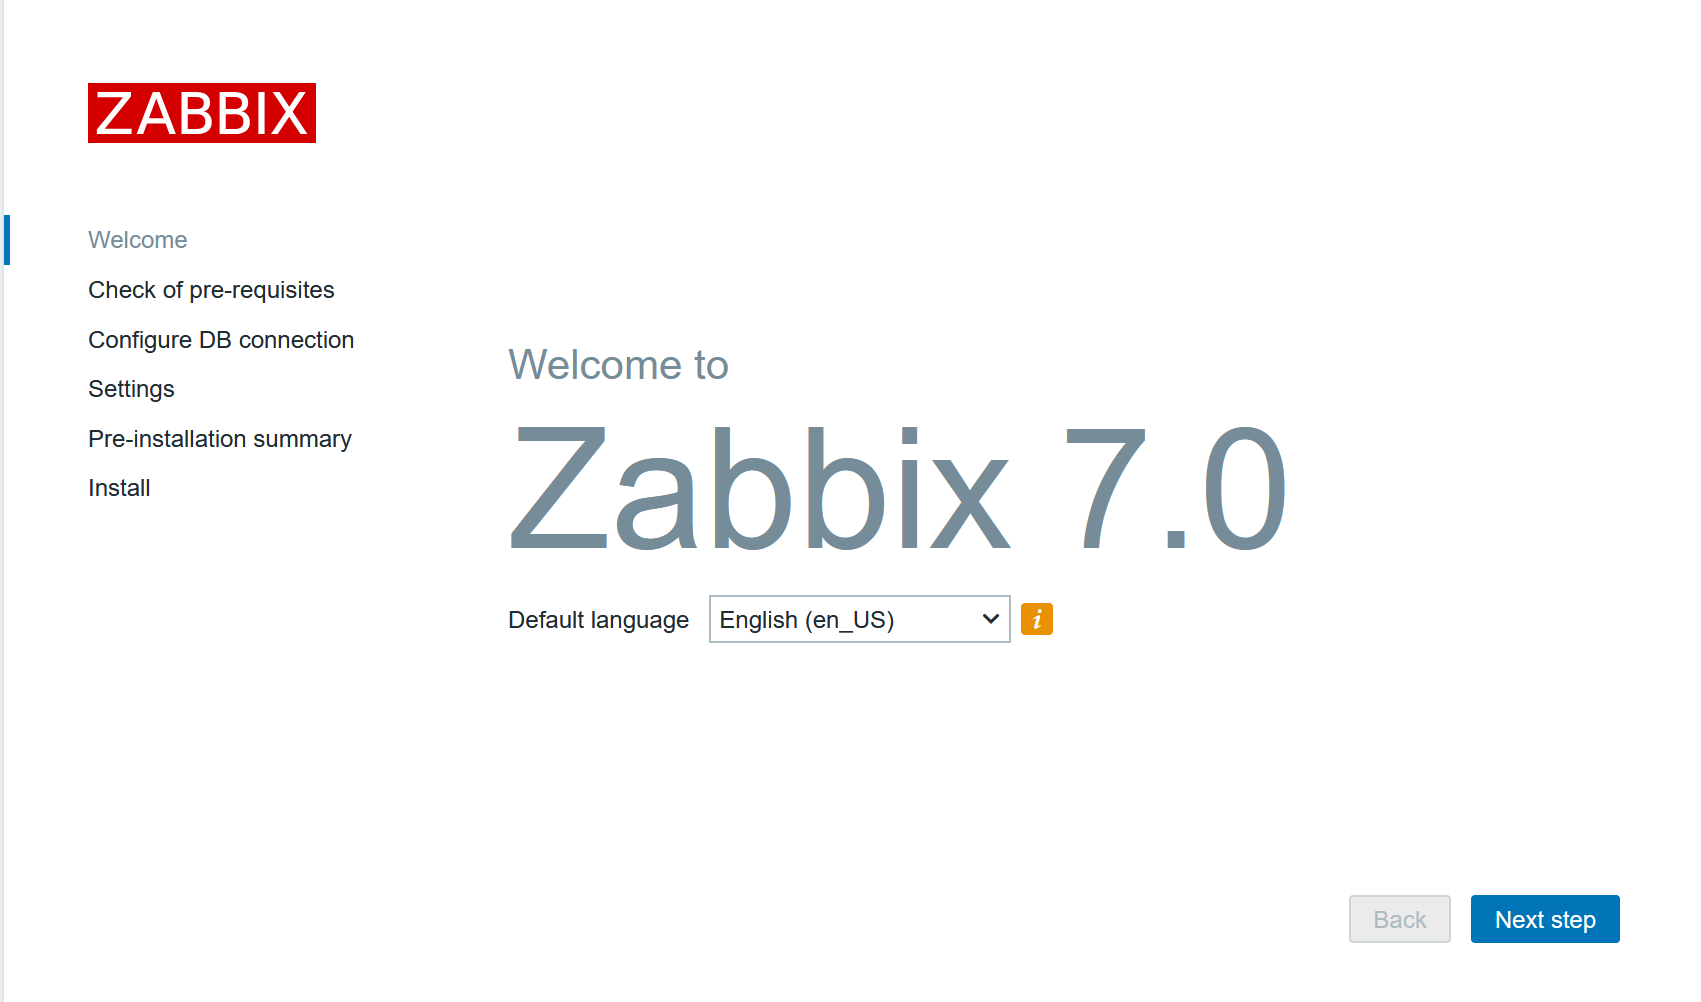 ZABBIX
Welcome
Check of pre-requisites
Configure DB connection
Settings
Pre-installation summary
Install
Welcome to
Zabbix 7.0
Default language English (en_US) i
Back Next step